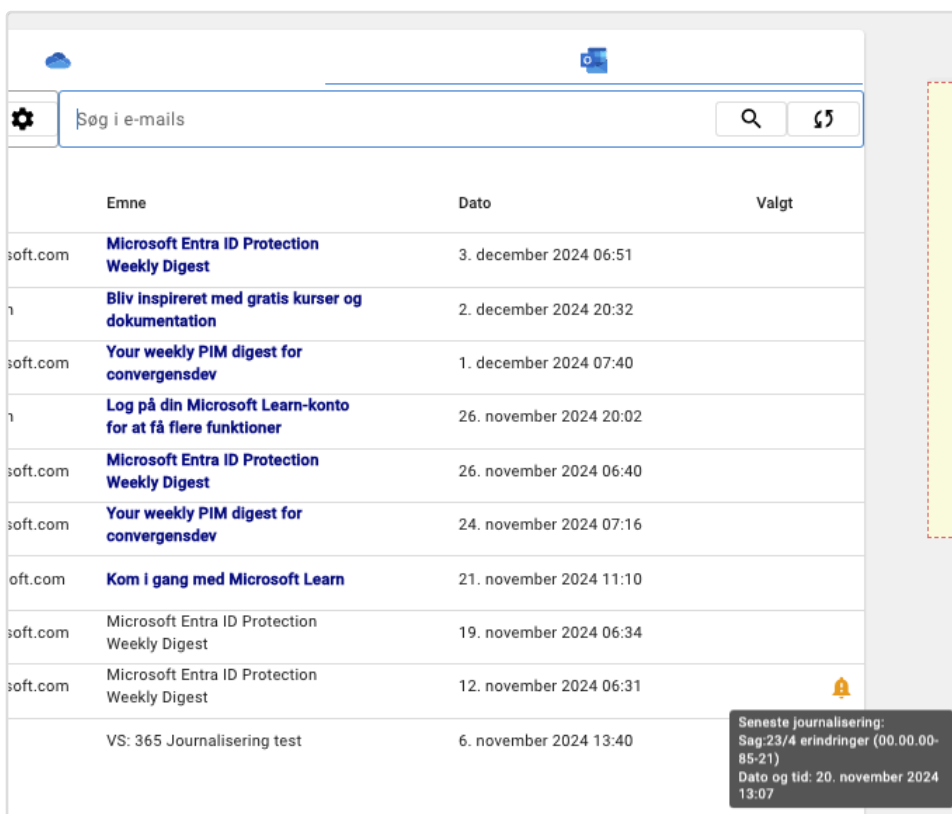 Søg i e-mails
Emne Dato Valgt
soft.com Microsoft Entra ID Protection
Weekly Digest 3. december 2024 06:51
Bliv inspireret med gratis kurser og
dokumentation 2. december 2024 20:32
soft.com Your weekly PIM digest for
convergensdev 1. december 2024 07:40
Log på din Microsoft Learn-konto
for at få flere funktioner 26. november 2024 20:02
soft.com Microsoft Entra ID Protection
Weekly Digest 26. november 2024 06:40
soft.com Your weekly PIM digest for
convergensdev 24. november 2024 07:16
oft.com Kom i gang med Microsoft Learn 21. november 2024 11:10
soft.com Microsoft Entra ID Protection
Weekly Digest 19. november 2024 06:34
soft.com Microsoft Entra ID Protection
Weekly Digest 12. november 2024 06:31
VS: 365 Journalisering test 6. november 2024 13:40
Seneste journalisering:
Sag:23/4 erindringer (00.00.00-
85-21)
Dato og tid: 20. november 2024
13:07